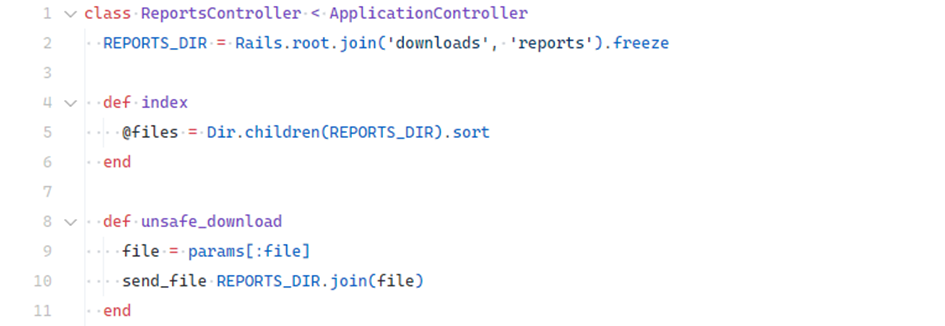 1 class ReportsController < ApplicationController
2 REPORTS_DIR = Rails.root.join('downloads', 'reports').freeze
3
4 def index
5 @files = Dir.children(REPORTS_DIR).sort
6 end
7
8 def unsafe_download
9 file = params[:file]
10 send_file REPORTS_DIR.join(file)
11 end